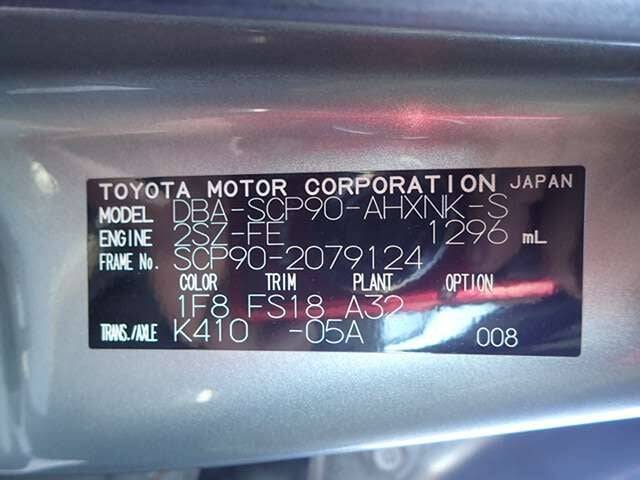 TOYOTA MOTOR CORPORATION JAPAN
MODEL DBA-SCP90-AHXNK-S
ENGINE 2SZ-FE 1296 mL
FRAME No. SCP90-2079124
COLOR TRIM PLANT OPTION
1F8 FS18 A32
TRANS./AXLE K410 -05A 008